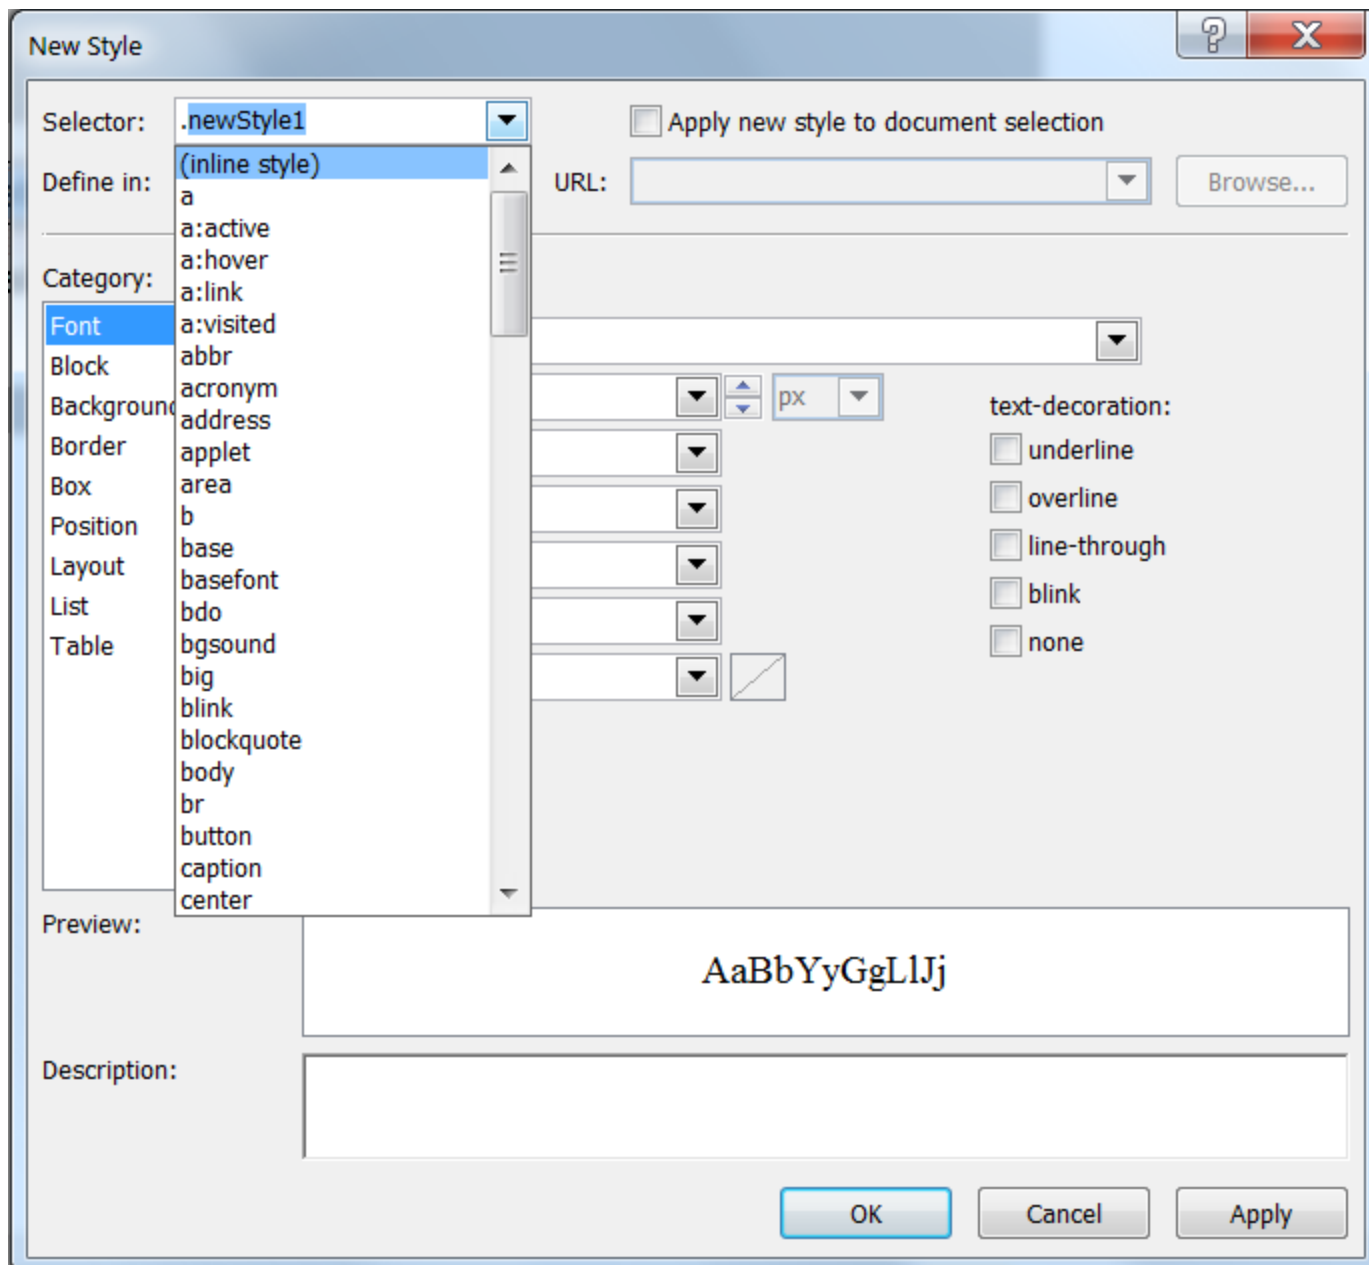 New Style
Selector: .newStyle1
Apply new style to document selection
Define in:
URL:
Browse...
(inline style)
a
a:active
a:hover
a:link
a:visited
abbr
acronym
address
applet
area
b
base
basefont
bdo
bgsound
big
blink
blockquote
body
br
button
caption
center
Category:
Font
Block
Background
Border
Box
Position
Layout
List
Table
px
text-decoration:
underline
overline
line-through
blink
none
Preview:
AaBbYyGgLlJj
Description:
OK
Cancel
Apply